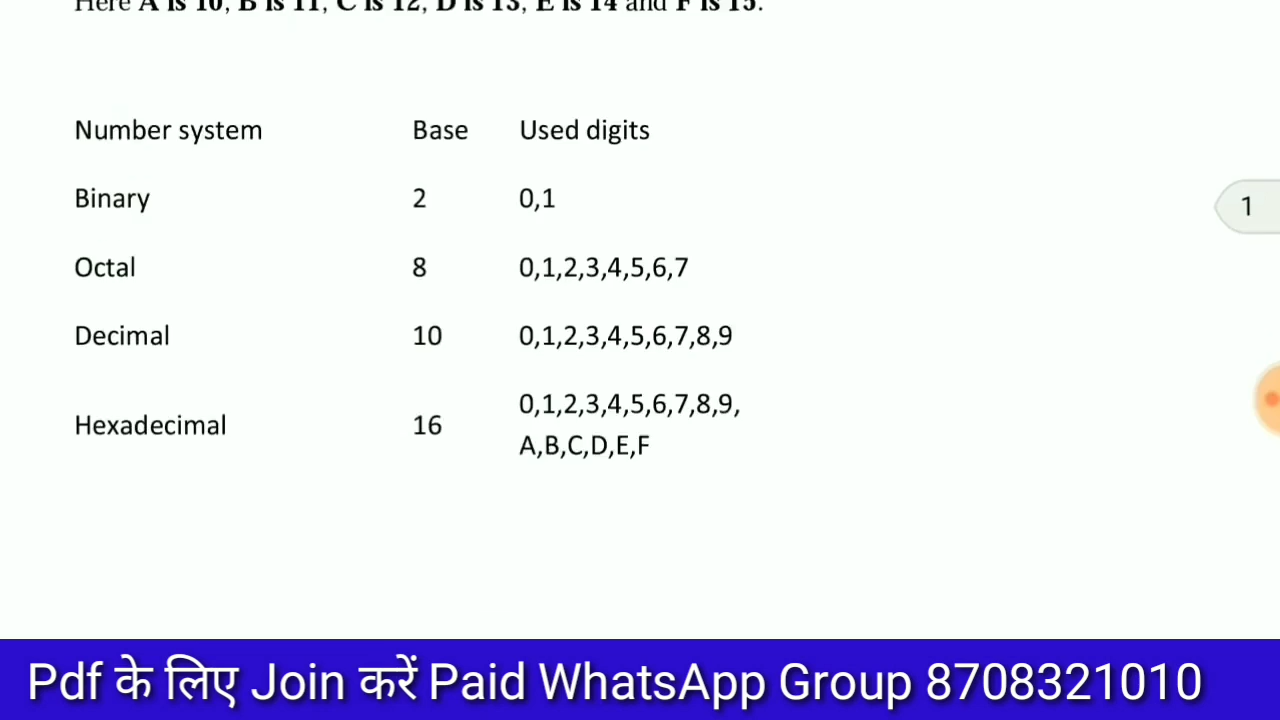 Here A is 10, B is 11, C is 12, D is 13, E is 14 and F is 15.
Number system Base Used digits
Binary 2 0,1
Octal 8 0,1,2,3,4,5,6,7
Decimal 10 0,1,2,3,4,5,6,7,8,9
Hexadecimal 16 0,1,2,3,4,5,6,7,8,9,
A,B,C,D,E,F
1
Pdf के लिए Join करें Paid WhatsApp Group 8708321010